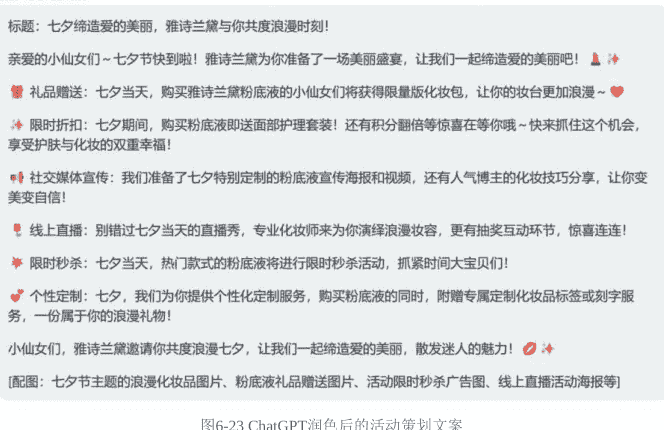 标题：七夕缔造爱的美丽，雅诗兰黛与你共度浪漫时刻！
亲爱的小仙女们～七夕节快到啦！雅诗兰黛为你准备了一场美丽盛宴，让我们一起缔造爱的美丽吧！💄✨
🎁 礼品赠送：七夕当天，购买雅诗兰黛粉底液的小仙女们将获得限量版化妆包，让你的妆台更加浪漫～❤️
✨ 限时折扣：七夕期间，购买粉底液即送面部护理套装！还有积分翻倍等惊喜在等你哦～快来抓住这个机会，
享受护肤与化妆的双重幸福！
📢 社交媒体宣传：我们准备了七夕特别定制的粉底液宣传海报和视频，还有人气博主的化妆技巧分享，让你变
美变自信！
🌹 线上直播：别错过七夕当天的直播秀，专业化妆师来为你演绎浪漫妆容，更有抽奖互动环节，惊喜连连！
💥 限时秒杀：七夕当天，热门款式的粉底液将进行限时秒杀活动，抓紧时间大宝贝们！
💕 个性定制：七夕，我们为你提供个性化定制服务，购买粉底液的同时，附赠专属定制化妆品标签或刻字服
务，一份属于你的浪漫礼物！
小仙女们，雅诗兰黛邀请你共度浪漫七夕，让我们一起缔造爱的美丽，散发迷人的魅力！💋✨
[配图：七夕节主题的浪漫化妆品图片、粉底液礼品赠送图片、活动限时秒杀广告图、线上直播活动海报等]
图6-23 ChatGPT润色后的活动策划文案